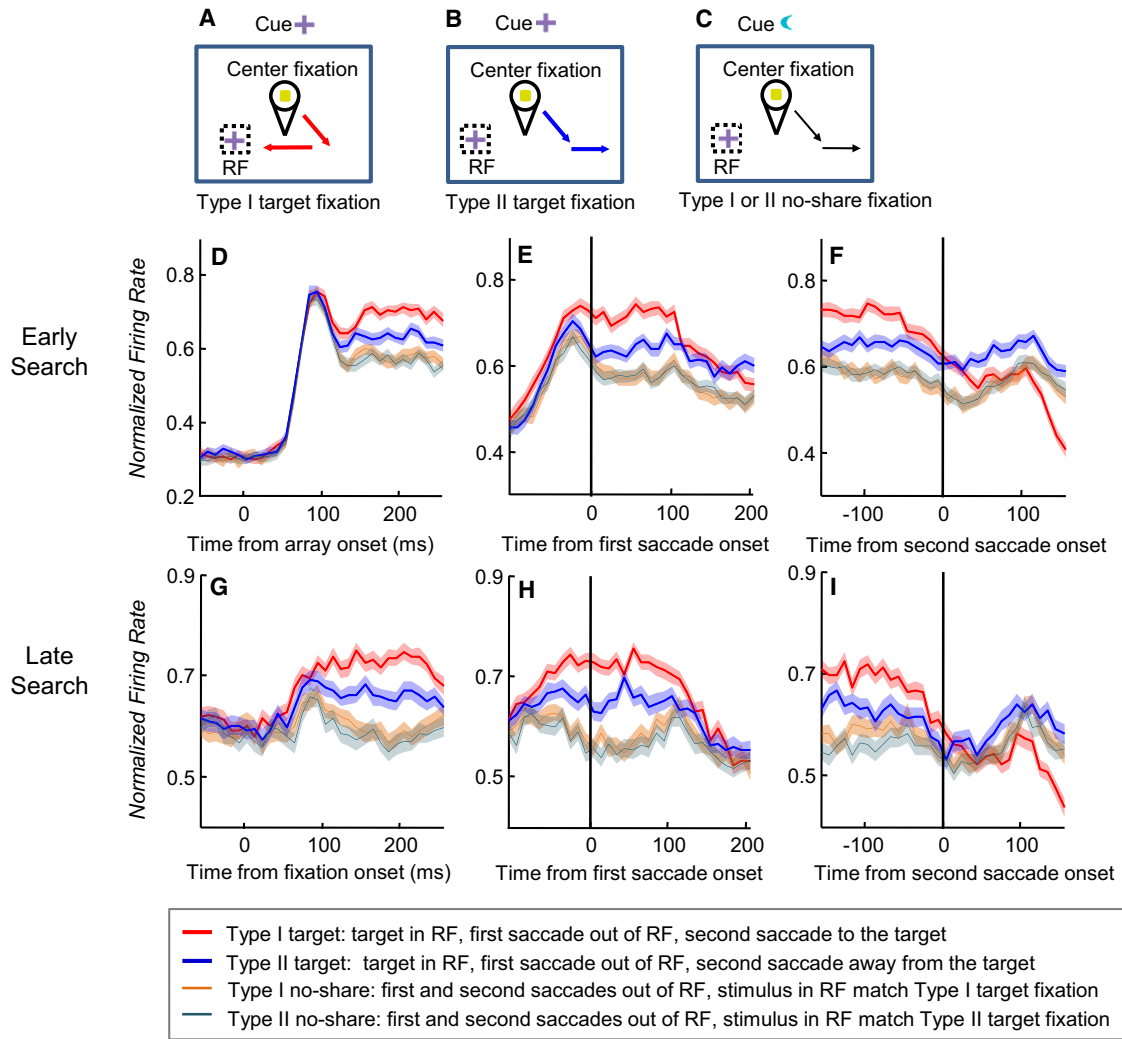 A Cue
B Cue
C Cue
Center fixation
RF
Type I target fixation
Center fixation
RF
Type II target fixation
Center fixation
RF
Type I or II no-share fixation
Early
Search
Normalized Firing Rate
D
0.8
0.6
0.4
0.2
0 100 200
Time from array onset (ms)
E
0.8
0.6
0.4
0 100 200
Time from first saccade onset
F
0.8
0.6
0.4
-100 0 100
Time from second saccade onset
Late
Search
Normalized Firing Rate
G
0.9
0.7
0.5
0 100 200
Time from fixation onset (ms)
H
0.9
0.7
0.5
0 100 200
Time from first saccade onset
I
0.9
0.7
0.5
-100 0 100
Time from second saccade onset
Type I target: target in RF, first saccade out of RF, second saccade to the target
Type II target: target in RF, first saccade out of RF, second saccade away from the target
Type I no-share: first and second saccades out of RF, stimulus in RF match Type I target fixation
Type II no-share: first and second saccades out of RF, stimulus in RF match Type II target fixation